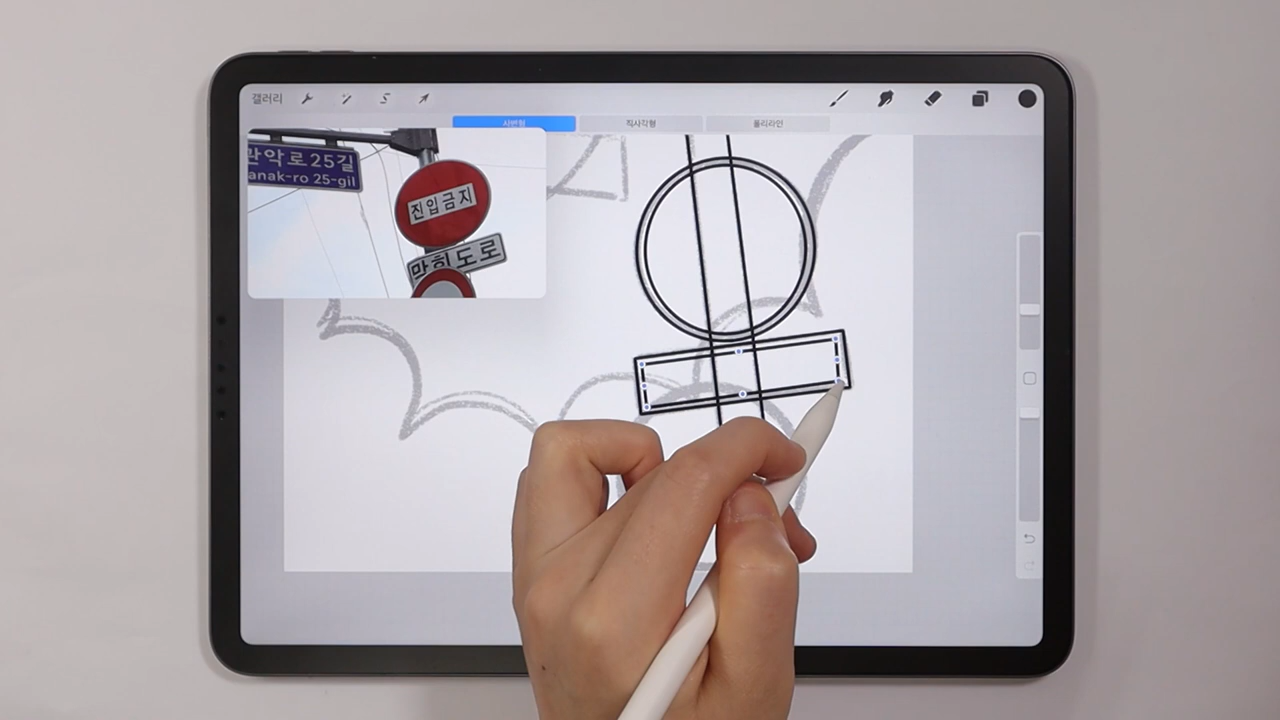 갤러리
사변형 직사각형 폴리라인
관악로25길
anak-ro 25-gil
진입금지
막힌도로